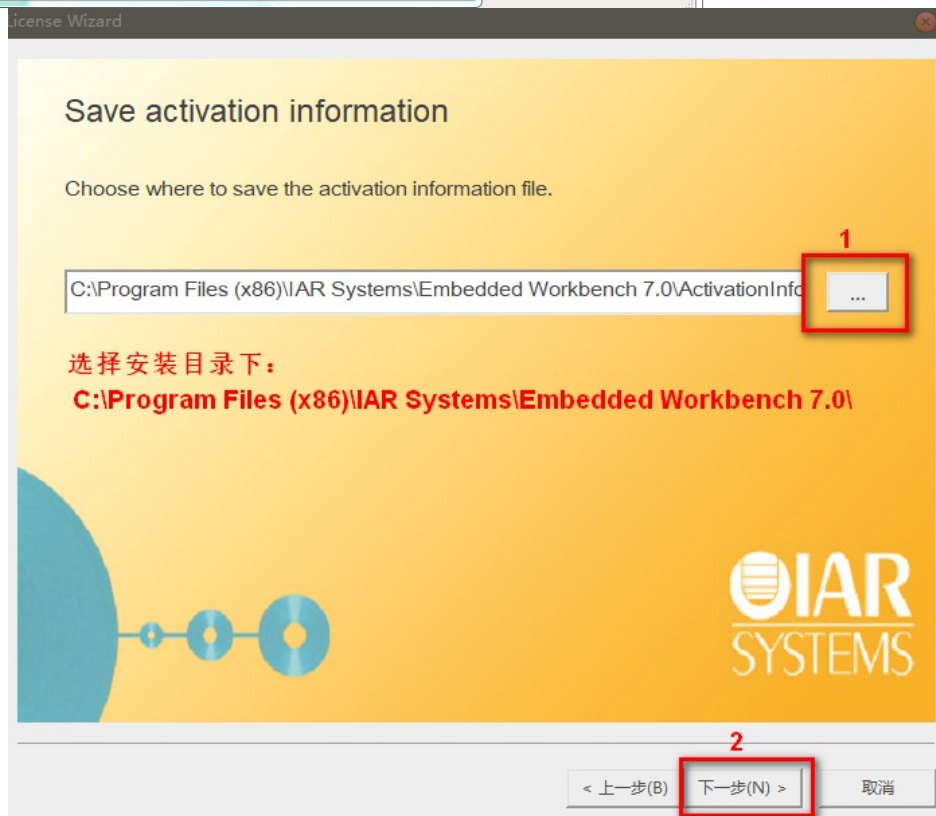 License Wizard
Save activation information
Choose where to save the activation information file.
1
C:\Program Files (x86)\IAR Systems\Embedded Workbench 7.0\ActivationInfo
...
选择安装目录下：
C:\Program Files (x86)\IAR Systems\Embedded Workbench 7.0\
IAR
SYSTEMS
2
< 上一步(B)
下一步(N) >
取消